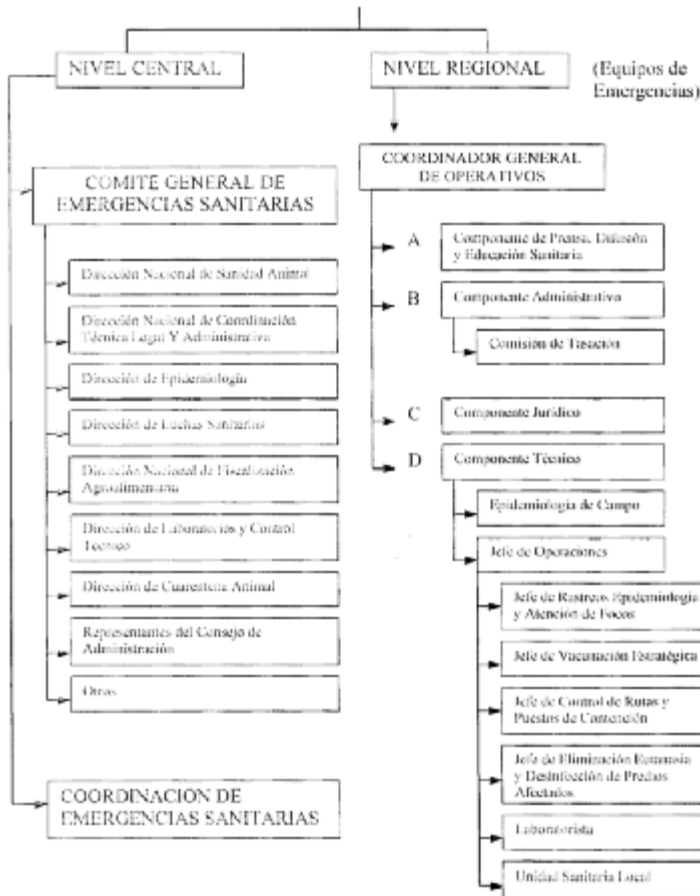 NIVEL CENTRAL
NIVEL REGIONAL
(Equipos de
Emergencias)
COMITE GENERAL DE
EMERGENCIAS SANITARIAS
Dirección Nacional de Sanidad Animal
Dirección Nacional de Coordinación
Técnica Legal Y Administrativa
Dirección de Epidemiología
Dirección de Luchas Sanitarias
Dirección Nacional de Fiscalización
Agroalimentaria
Dirección de Laboratorios y Control
Técnico
Dirección de Cuarentena Animal
Representantes del Consejo de
Administración
Otros
COORDINACION DE
EMERGENCIAS SANITARIAS
COORDINADOR GENERAL
DE OPERATIVOS
A
Componente de Prensa, Difusión
y Educación Sanitaria
B
Componente Administrativo
Comisión de Tasación
C
Componente Jurídico
D
Componente Técnico
Epidemiología de Campo
Jefe de Operaciones
Jefe de Rastreos Epidemiología
y Atención de Focos
Jefe de Vacunación Estratégica
Jefe de Control de Rutas y
Puestos de Contención
Jefe de Eliminación Eutanasia
y Desinfección de Predios
Afectados
Laboratorista
Unidad Sanitaria Local